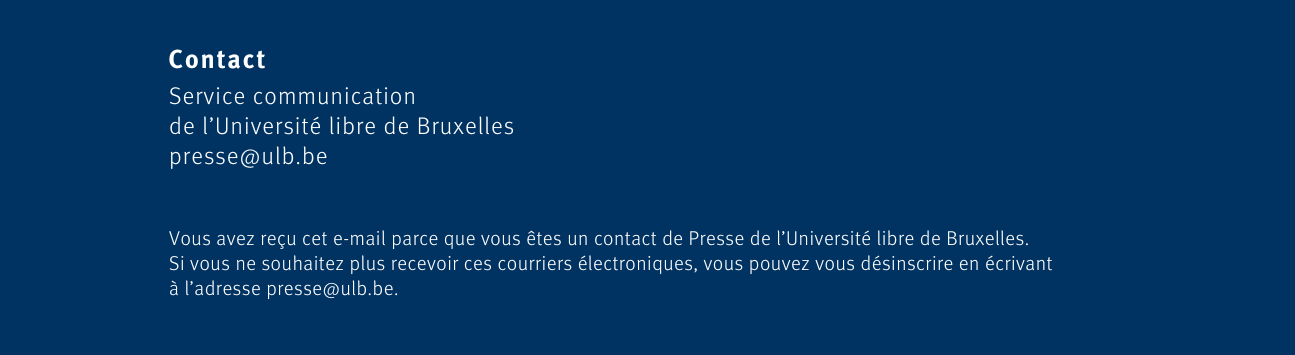 Contact
Service communication
de l’Université libre de Bruxelles
presse@ulb.be
Vous avez reçu cet e-mail parce que vous êtes un contact de Presse de l’Université libre de Bruxelles.
Si vous ne souhaitez plus recevoir ces courriers électroniques, vous pouvez vous désinscrire en écrivant
à l’adresse presse@ulb.be.